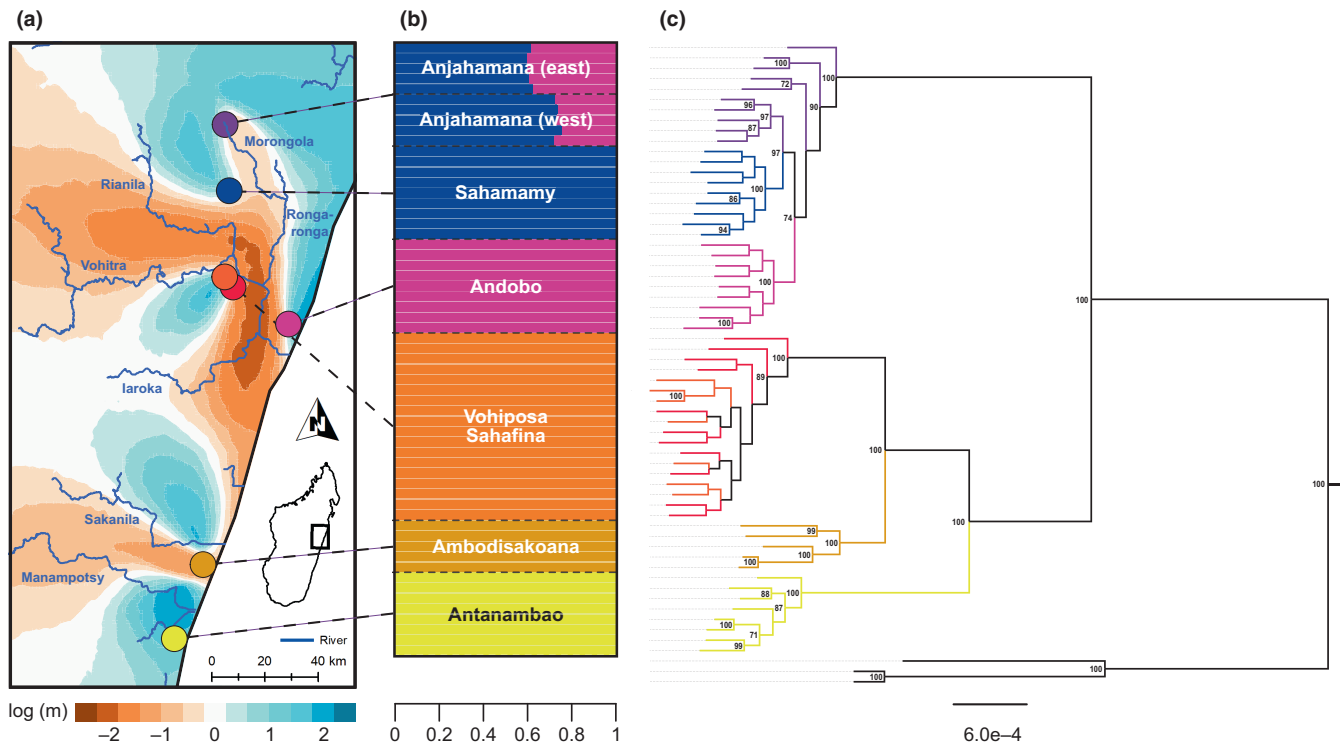 (a)
(b)
(c)
Morongola
Rianila
Ronga-
ronga
Vohitra
Iaroka
Sakanila
Manampotsy
N
River
0 20 40 km
log (m)
−2 −1 0 1 2
Anjahamana (east)
Anjahamana (west)
Sahamamy
Andobo
Vohiposa
Sahafina
Ambodisakoana
Antanambao
0 0.2 0.4 0.6 0.8 1
100
100
72
90
96
97
87
97
100
86
74
94
100
100
100
100
89
100
100
100
99
100
100
100
100
88
100
87
100
71
99
100
100
6.0e−4